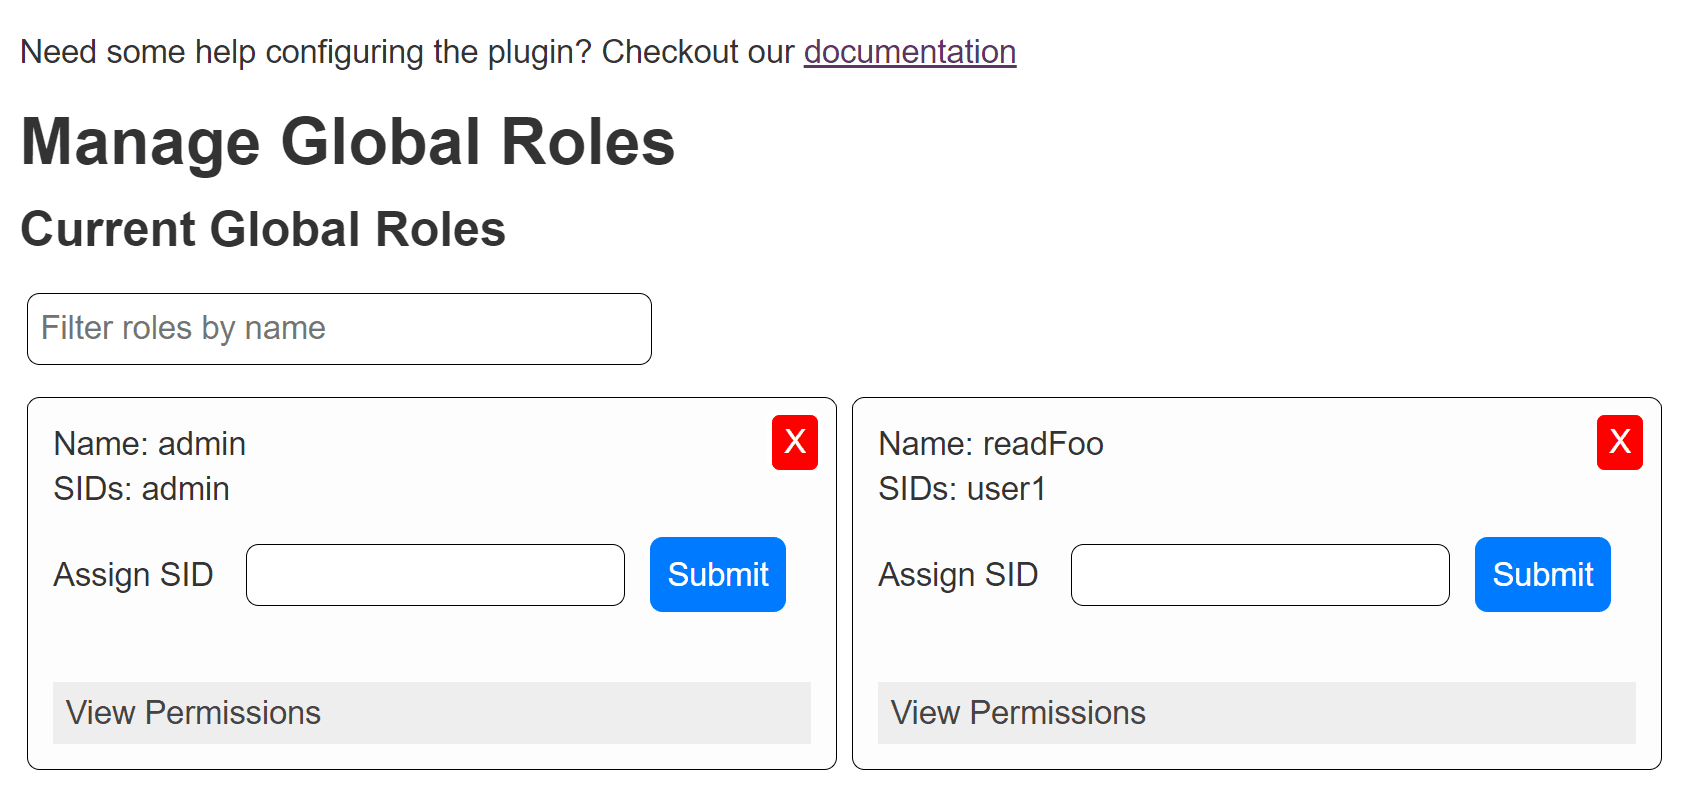 Need some help configuring the plugin? Checkout our documentation
Manage Global Roles
Current Global Roles
Filter roles by name
Name: admin
X
SIDs: admin
Assign SID
Submit
View Permissions
Name: readFoo
X
SIDs: user1
Assign SID
Submit
View Permissions